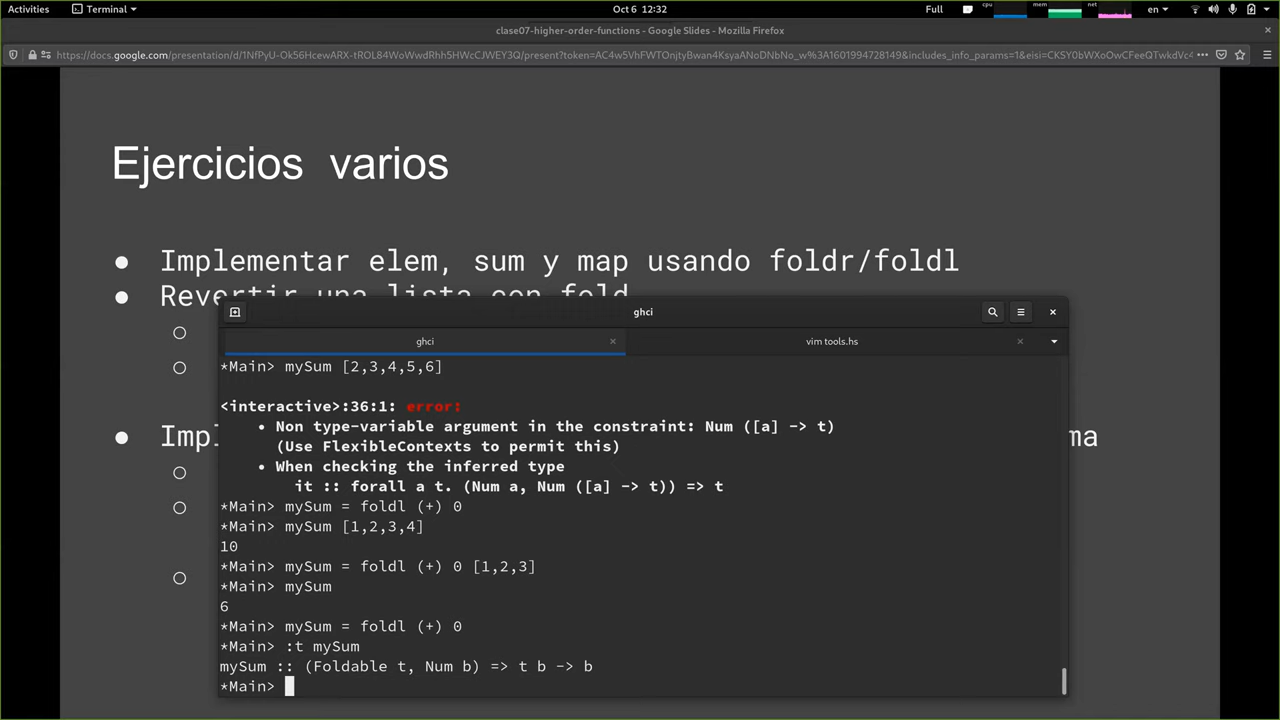 Activities
Terminal
Oct 6 12:32
Full
cpu
mem
net
en
clase07-higher-order-functions - Google Slides - Mozilla Firefox
Ejercicios varios
● Implementar elem, sum y map usando foldr/foldl
● Revertir una lista con fold
ghci
ghci
vim tools.hs
*Main> mySum [2,3,4,5,6]
<interactive>:36:1: error:
• Non type-variable argument in the constraint: Num ([a] -> t)
(Use FlexibleContexts to permit this)
• When checking the inferred type
it :: forall a t. (Num a, Num ([a] -> t)) => t
*Main> mySum = foldl (+) 0
*Main> mySum [1,2,3,4]
10
*Main> mySum = foldl (+) 0 [1,2,3]
*Main> mySum
6
*Main> mySum = foldl (+) 0
*Main> :t mySum
mySum :: (Foldable t, Num b) => t b -> b
*Main>